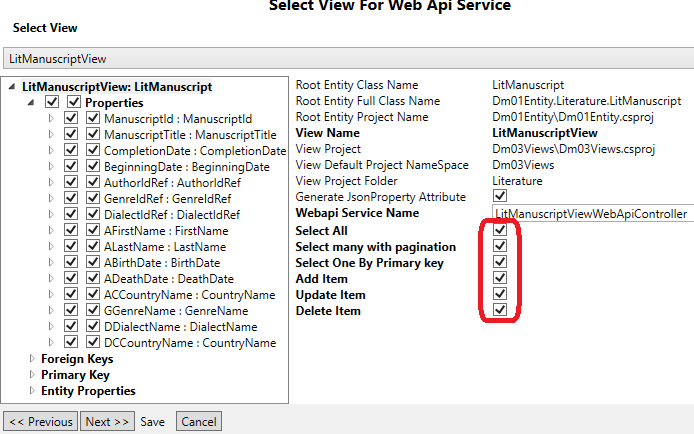 Select View For Web Api Service
Select View
LitManuscriptView
LitManuscriptView: LitManuscript
Properties
ManuscriptId : ManuscriptId
ManuscriptTitle : ManuscriptTitle
CompletionDate : CompletionDate
BeginningDate : BeginningDate
AuthorIdRef : AuthorIdRef
GenreIdRef : GenreIdRef
DialectIdRef : DialectIdRef
AFirstName : FirstName
ALastName : LastName
ABirthDate : BirthDate
ADeathDate : DeathDate
ACCountryName : CountryName
GGenreName : GenreName
DDialectName : DialectName
DCCountryName : CountryName
Foreign Keys
Primary Key
Entity Properties
Root Entity Class Name LitManuscript
Root Entity Full Class Name Dm01Entity.Literature.LitManuscript
Root Entity Project Name Dm01Entity\Dm01Entity.csproj
View Name LitManuscriptView
View Project Dm03Views\Dm03Views.csproj
View Default Project NameSpace Dm03Views
View Project Folder Literature
Generate JsonProperty Attribute
Webapi Service Name LitManuscriptViewWebApiController
Select All
Select many with pagination
Select One By Primary key
Add Item
Update Item
Delete Item
<< Previous Next >> Save Cancel